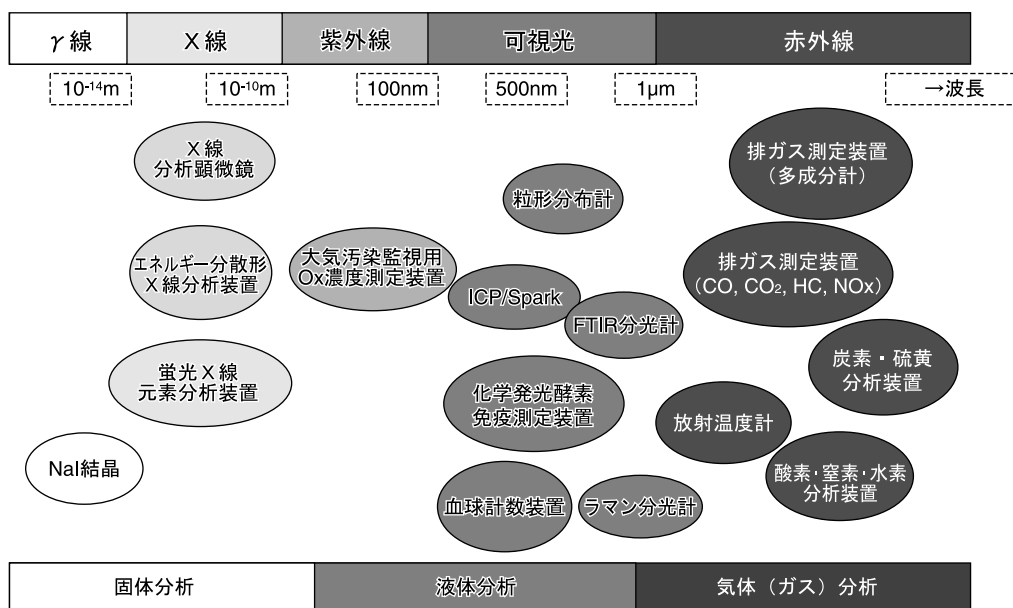 γ線
X線
紫外線
可視光
赤外線
10-14m
10-10m
100nm
500nm
1μm
→波長
X線
分析顕微鏡
排ガス測定装置
(多成分計)
粒形分布計
エネルギー分散形
X線分析装置
大気汚染監視用
Ox濃度測定装置
排ガス測定装置
(CO, CO2, HC, NOx)
ICP/Spark
FTIR分光計
蛍光X線
元素分析装置
炭素・硫黄
分析装置
化学発光酵素
免疫測定装置
放射温度計
NaI結晶
酸素・窒素・水素
分析装置
血球計数装置
ラマン分光計
固体分析
液体分析
気体(ガス)分析